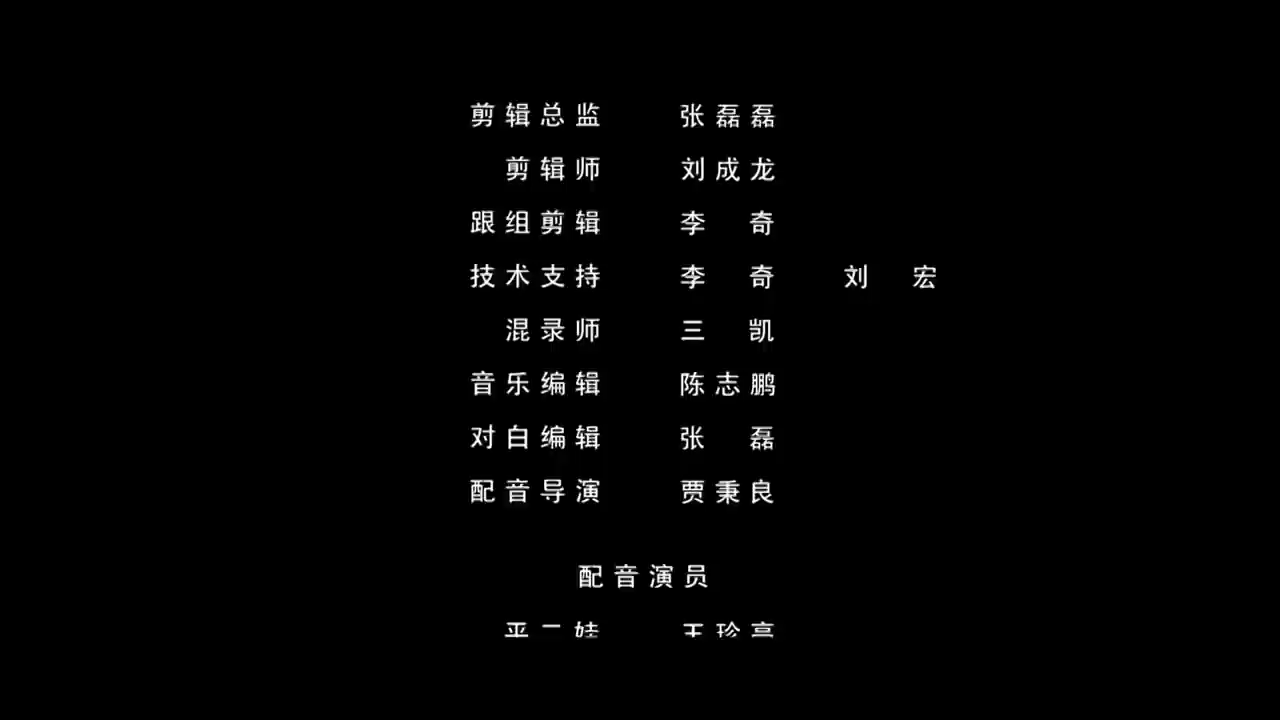 剪辑总监 张磊磊
剪辑师 刘成龙
跟组剪辑 李奇
技术支持 李奇 刘宏
混录师 三凯
音乐编辑 陈志鹏
对白编辑 张磊
配音导演 贾秉良
配音演员